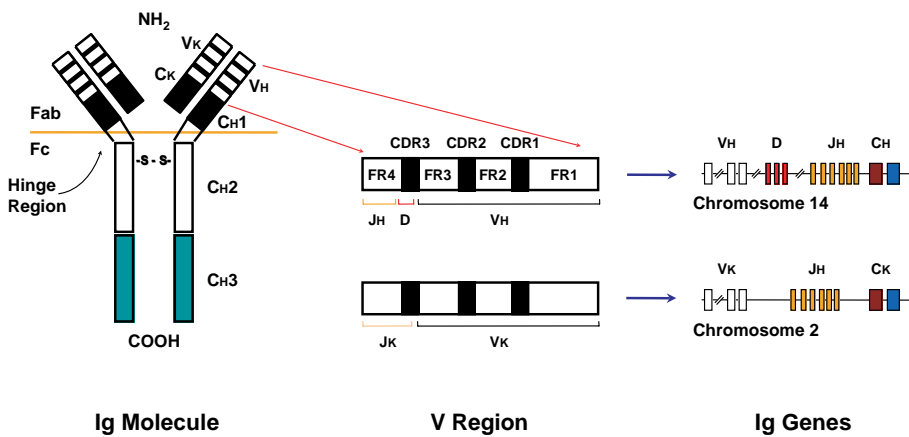 NH2
VK
CK
VH
Fab
CH1
Fc
-S - S-
Hinge
Region
CH2
CH3
COOH
Ig Molecule
CDR3 CDR2 CDR1
FR4 FR3 FR2 FR1
JH D VH
JK VK
V Region
VH D JH CH
Chromosome 14
VK JH CK
Chromosome 2
Ig Genes